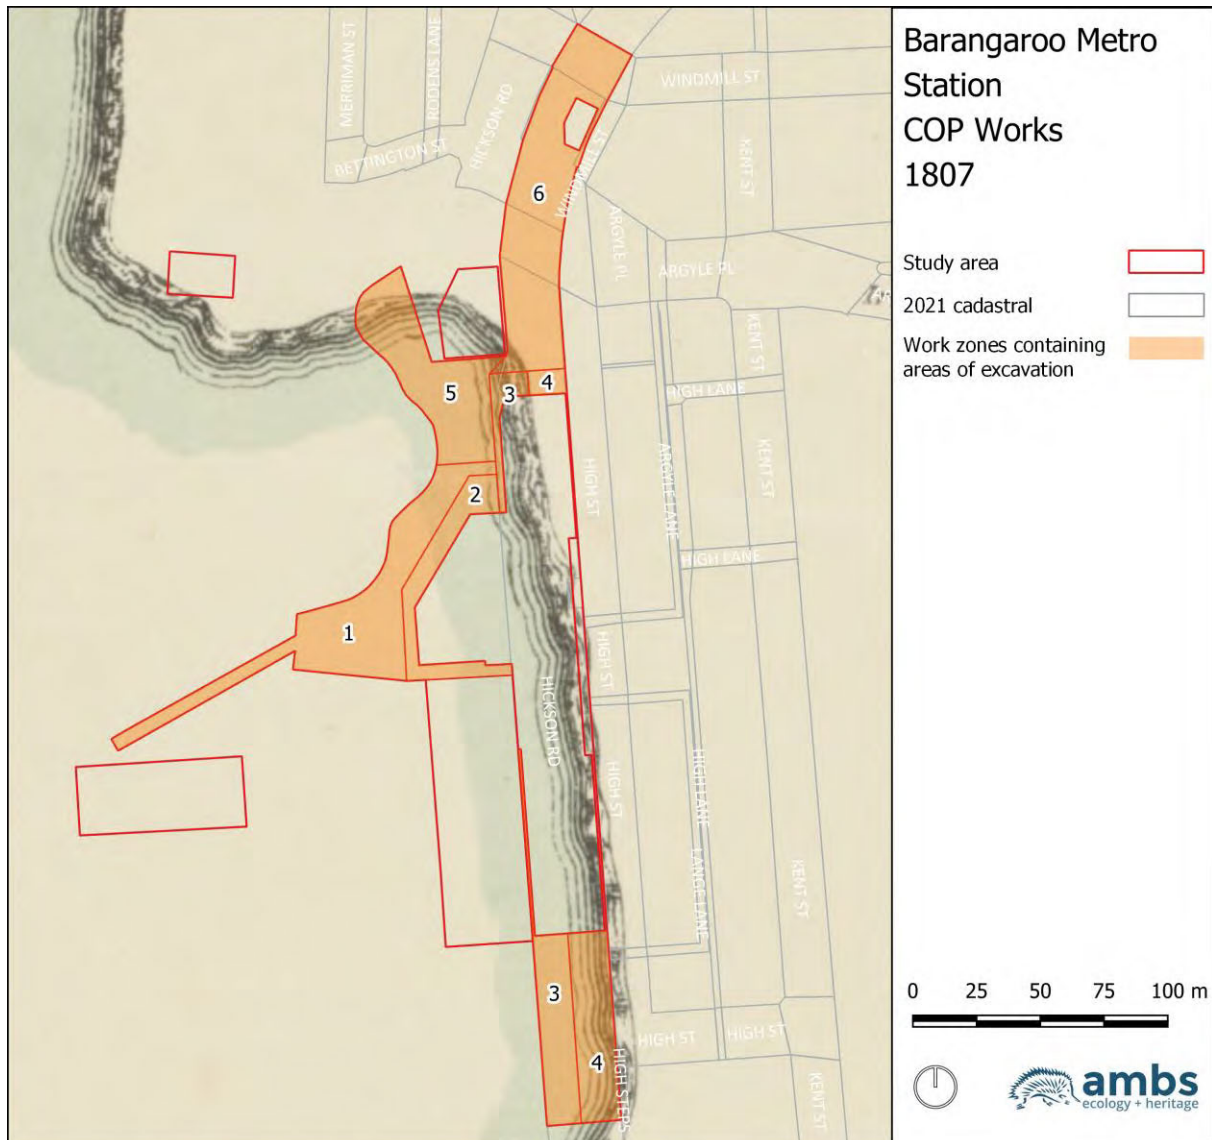 Barangaroo Metro
Station
COP Works
1807
Study area
2021 cadastral
Work zones containing
areas of excavation
0 25 50 75 100 m
ambs
ecology + heritage
MERRIMAN ST
RODENS LANE
BETTINGTON ST
HICKSON RD
WINDMILL ST
WINDMILL ST
KENT ST
6
ARGYLE PL
ARGYLE PL
AR
KENT ST
5
3
4
HIGH LANE
2
HIGH ST
ARGYLE LANE
KENT ST
HIGH LANE
1
HIGH ST
HICKSON RD
HIGH ST
HIGH LANE
LANCE LANE
KENT ST
3
4
HIGH ST
HIGH ST
HIGH STEPS
KENT ST